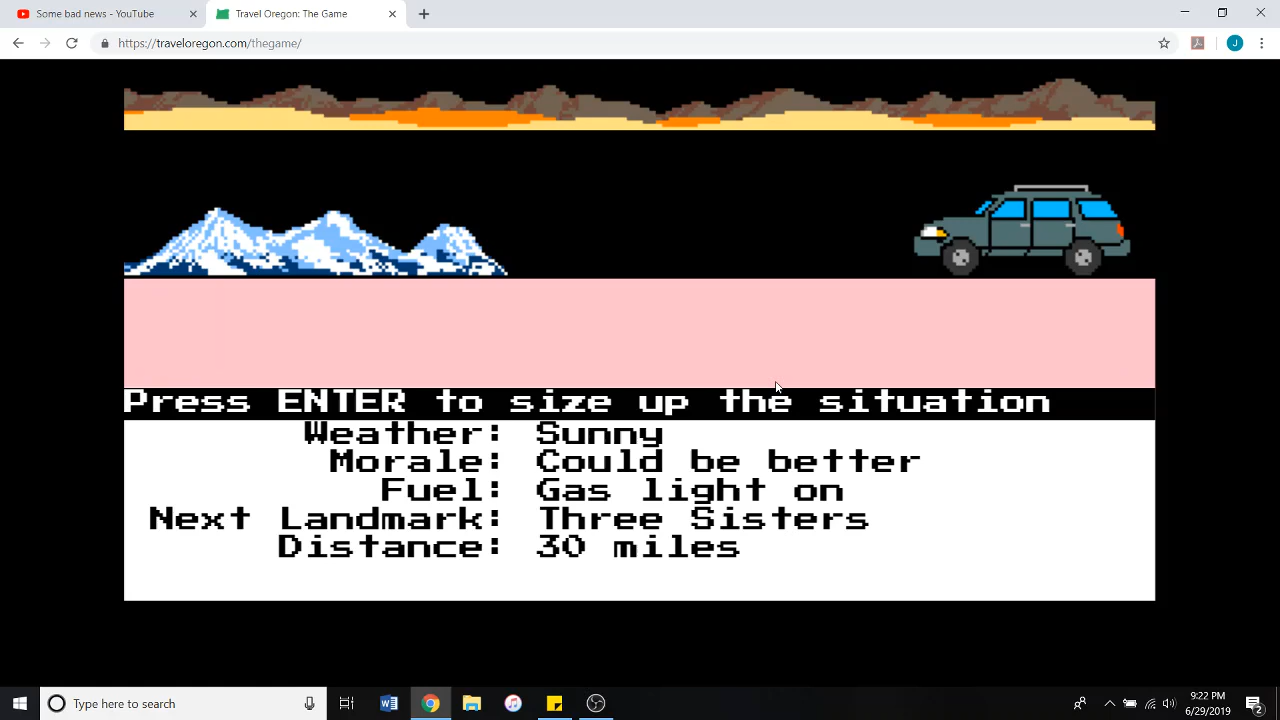 Some bad news - YouTube
Travel Oregon: The Game
https://traveloregon.com/thegame/
J
Press ENTER to size up the situation
Weather: Sunny
Morale: Could be better
Fuel: Gas light on
Next Landmark: Three Sisters
Distance: 30 miles
Type here to search
9:22 PM
6/29/2019
2